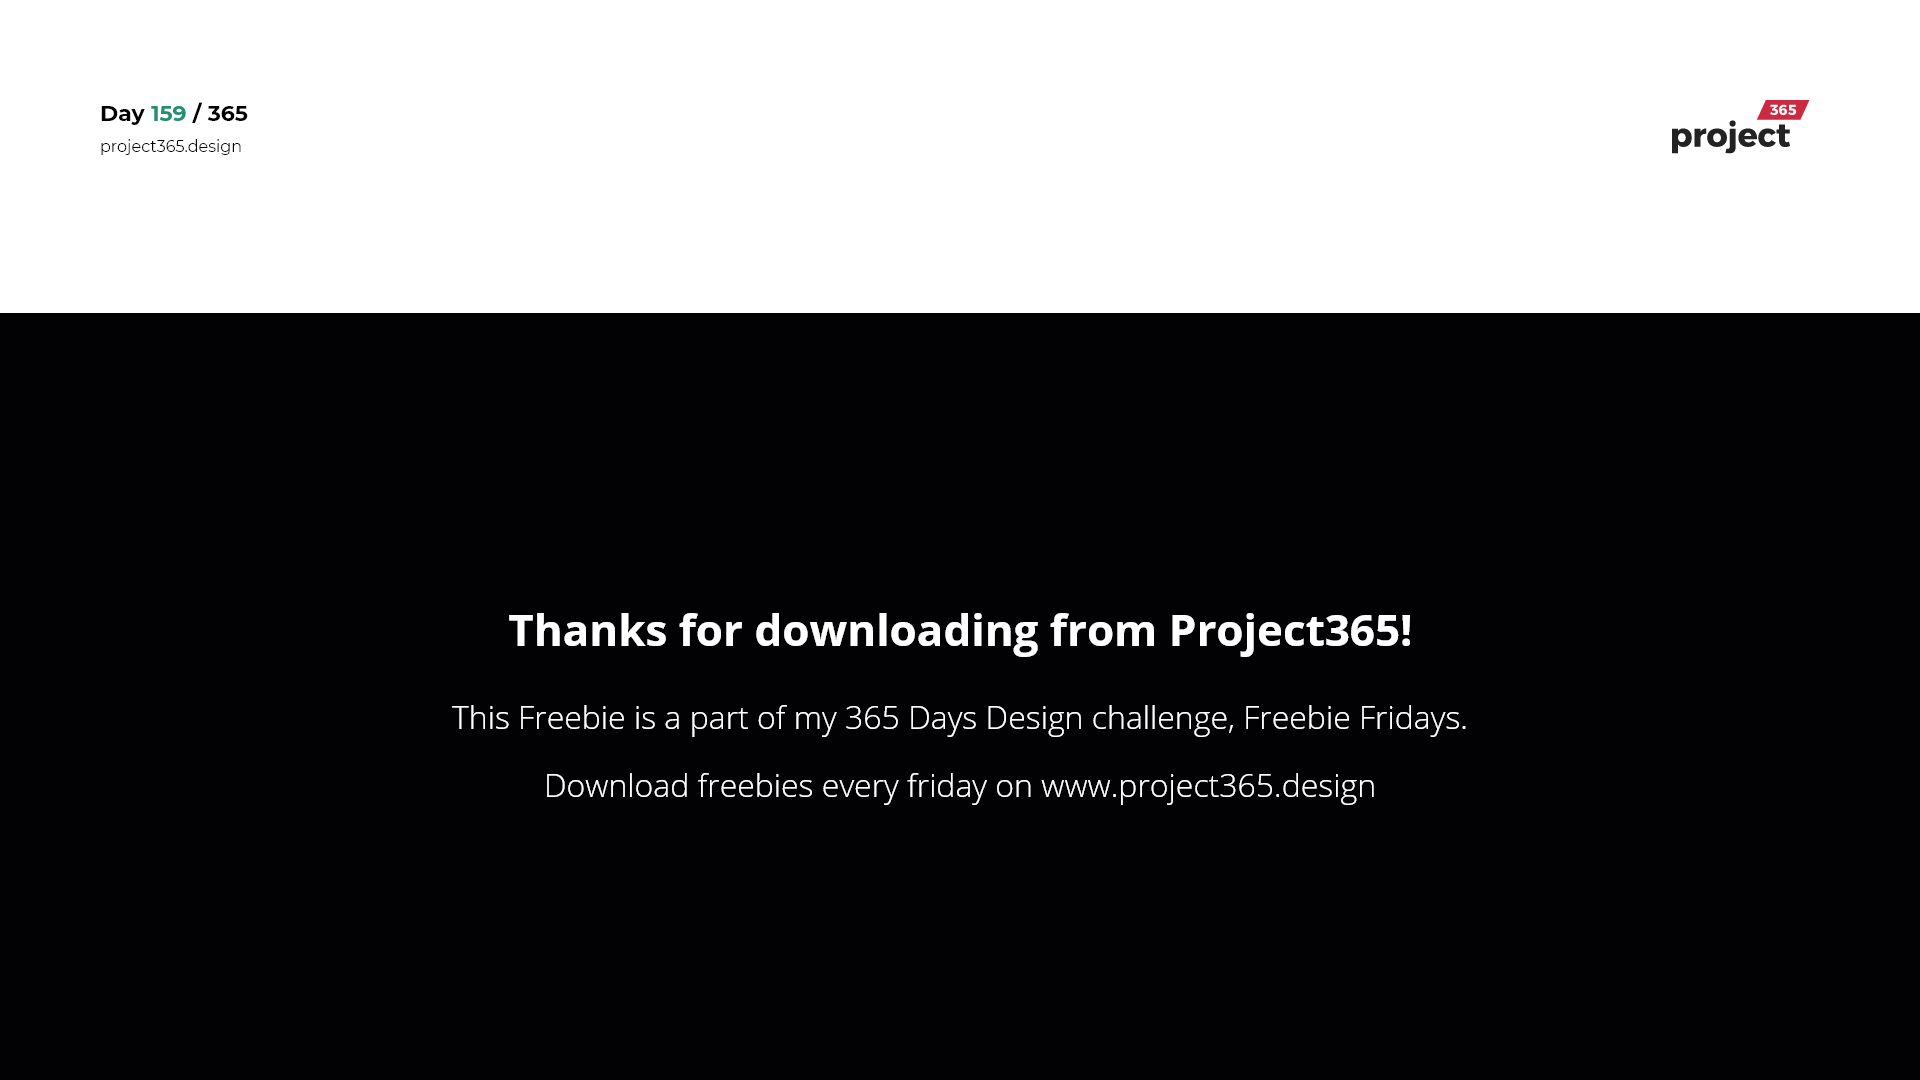 Day 159 / 365
project365.design
365
project
Thanks for downloading from Project365!
This Freebie is a part of my 365 Days Design challenge, Freebie Fridays.
Download freebies every friday on www.project365.design